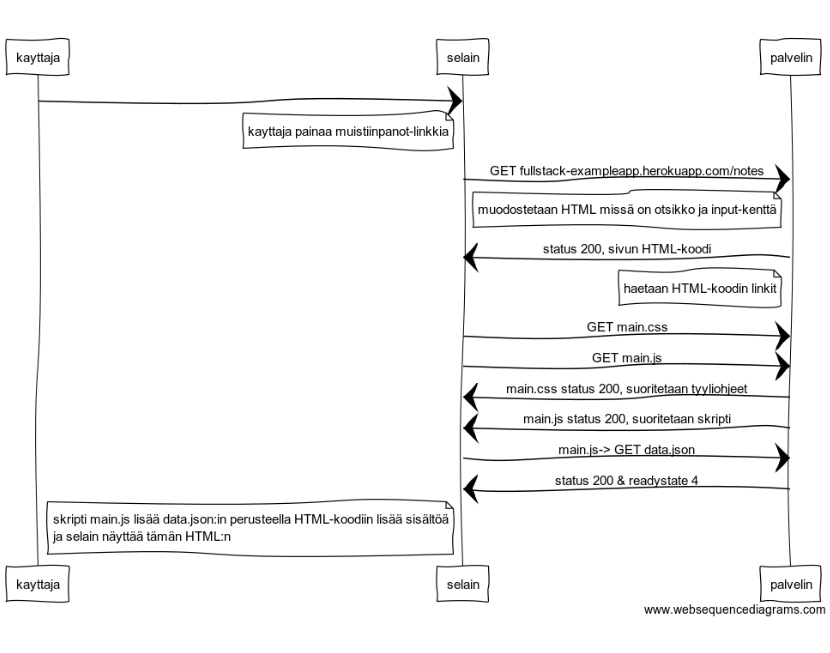 kayttaja
selain
palvelin
kayttaja painaa muistiinpanot-linkkia
GET fullstack-exampleapp.herokuapp.com/notes
muodostetaan HTML missä on otsikko ja input-kenttä
status 200, sivun HTML-koodi
haetaan HTML-koodin linkit
GET main.css
GET main.js
main.css status 200, suoritetaan tyyliohjeet
main.js status 200, suoritetaan skripti
main.js-> GET data.json
status 200 & readystate 4
skripti main.js lisää data.json:in perusteella HTML-koodiin lisää sisältöä
ja selain näyttää tämän HTML:n
kayttaja
selain
palvelin
www.websequencediagrams.com